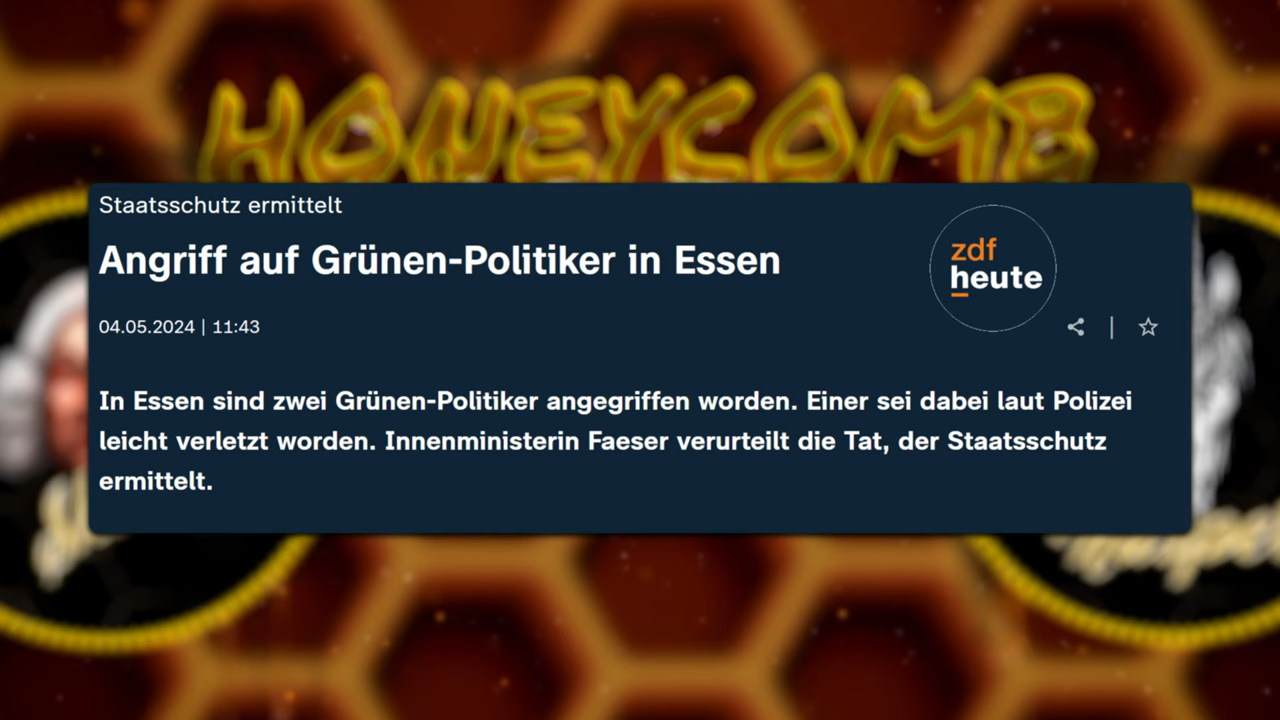 HONEYCOMB
Staatsschutz ermittelt
Angriff auf Grünen-Politiker in Essen
zdf
heute
04.05.2024 | 11:43
In Essen sind zwei Grünen-Politiker angegriffen worden. Einer sei dabei laut Polizei
leicht verletzt worden. Innenministerin Faeser verurteilt die Tat, der Staatsschutz
ermittelt.